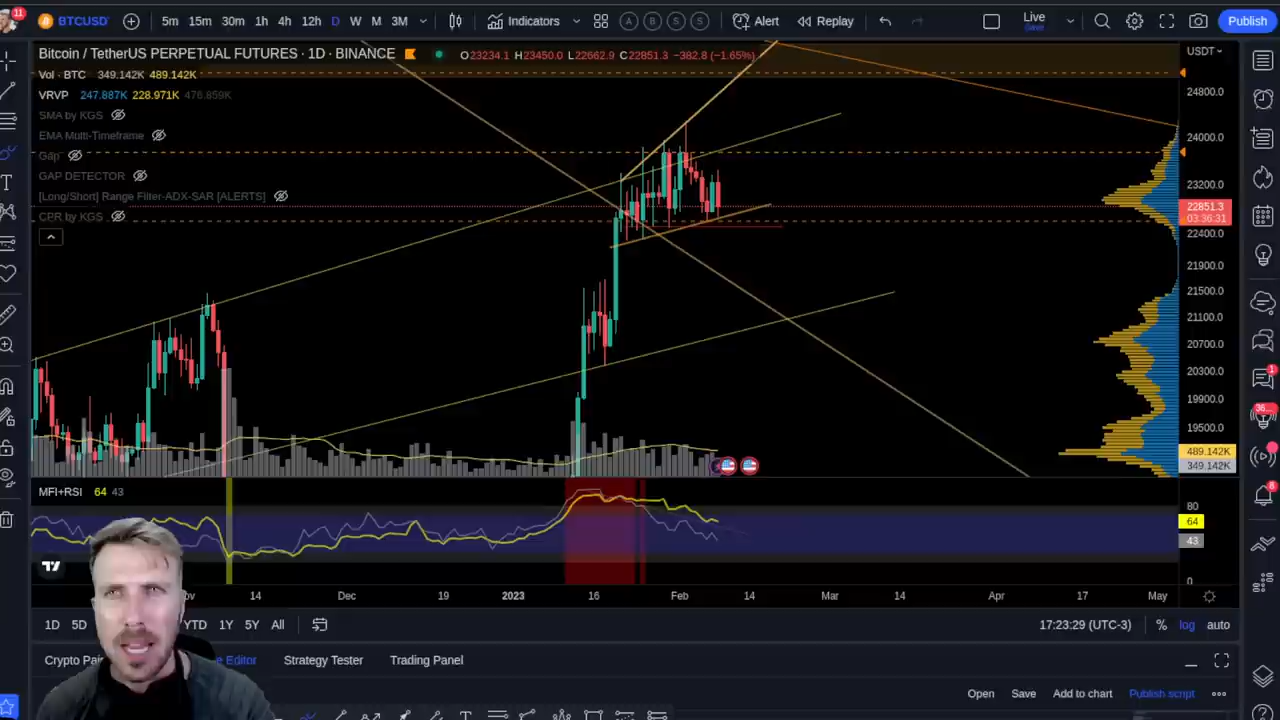 11
BTCUSD
5m 15m 30m 1h 4h 12h D W M 3M
Indicators
A B S S
Alert
Replay
Live
Save
Publish
Bitcoin / TetherUS PERPETUAL FUTURES · 1D · BINANCE
O23234.1 H23450.0 L22662.9 C22851.3 −382.8 (−1.65%)
USDT
Vol · BTC 349.142K 489.142K
VRVP 247.887K 228.971K 476.859K
SMA by KGS
EMA Multi-Timeframe
Gap
GAP DETECTOR
[Long/Short] Range Filter-ADX-SAR [ALERTS]
CPR by KGS
24800.0
24000.0
23200.0
22851.3
03:36:31
22400.0
21900.0
21500.0
21100.0
20700.0
20300.0
19900.0
19500.0
489.142K
349.142K
MFI+RSI 64 43
80
64
43
0
1
36...
8
ov 14 Dec 19 2023 16 Feb 14 Mar 14 Apr 17 May
1D 5D YTD 1Y 5Y All
17:23:29 (UTC-3) % log auto
Crypto Pai
e Editor Strategy Tester Trading Panel
Open Save Add to chart Publish script